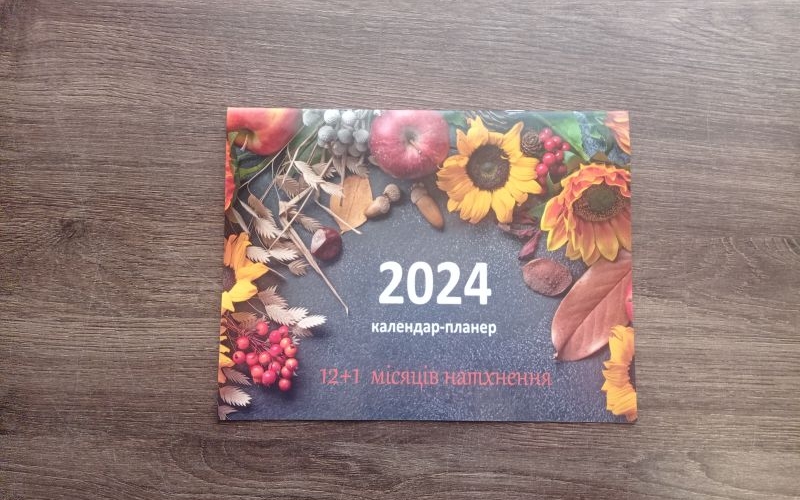 2024
календар-планер
12+1 місяців натхнення